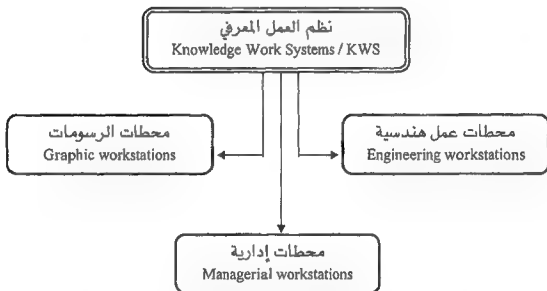 نظم العمل المعرفي
Knowledge Work Systems / KWS
محطات الرسومات
Graphic workstations
محطات عمل هندسية
Engineering workstations
محطات إدارية
Managerial workstations